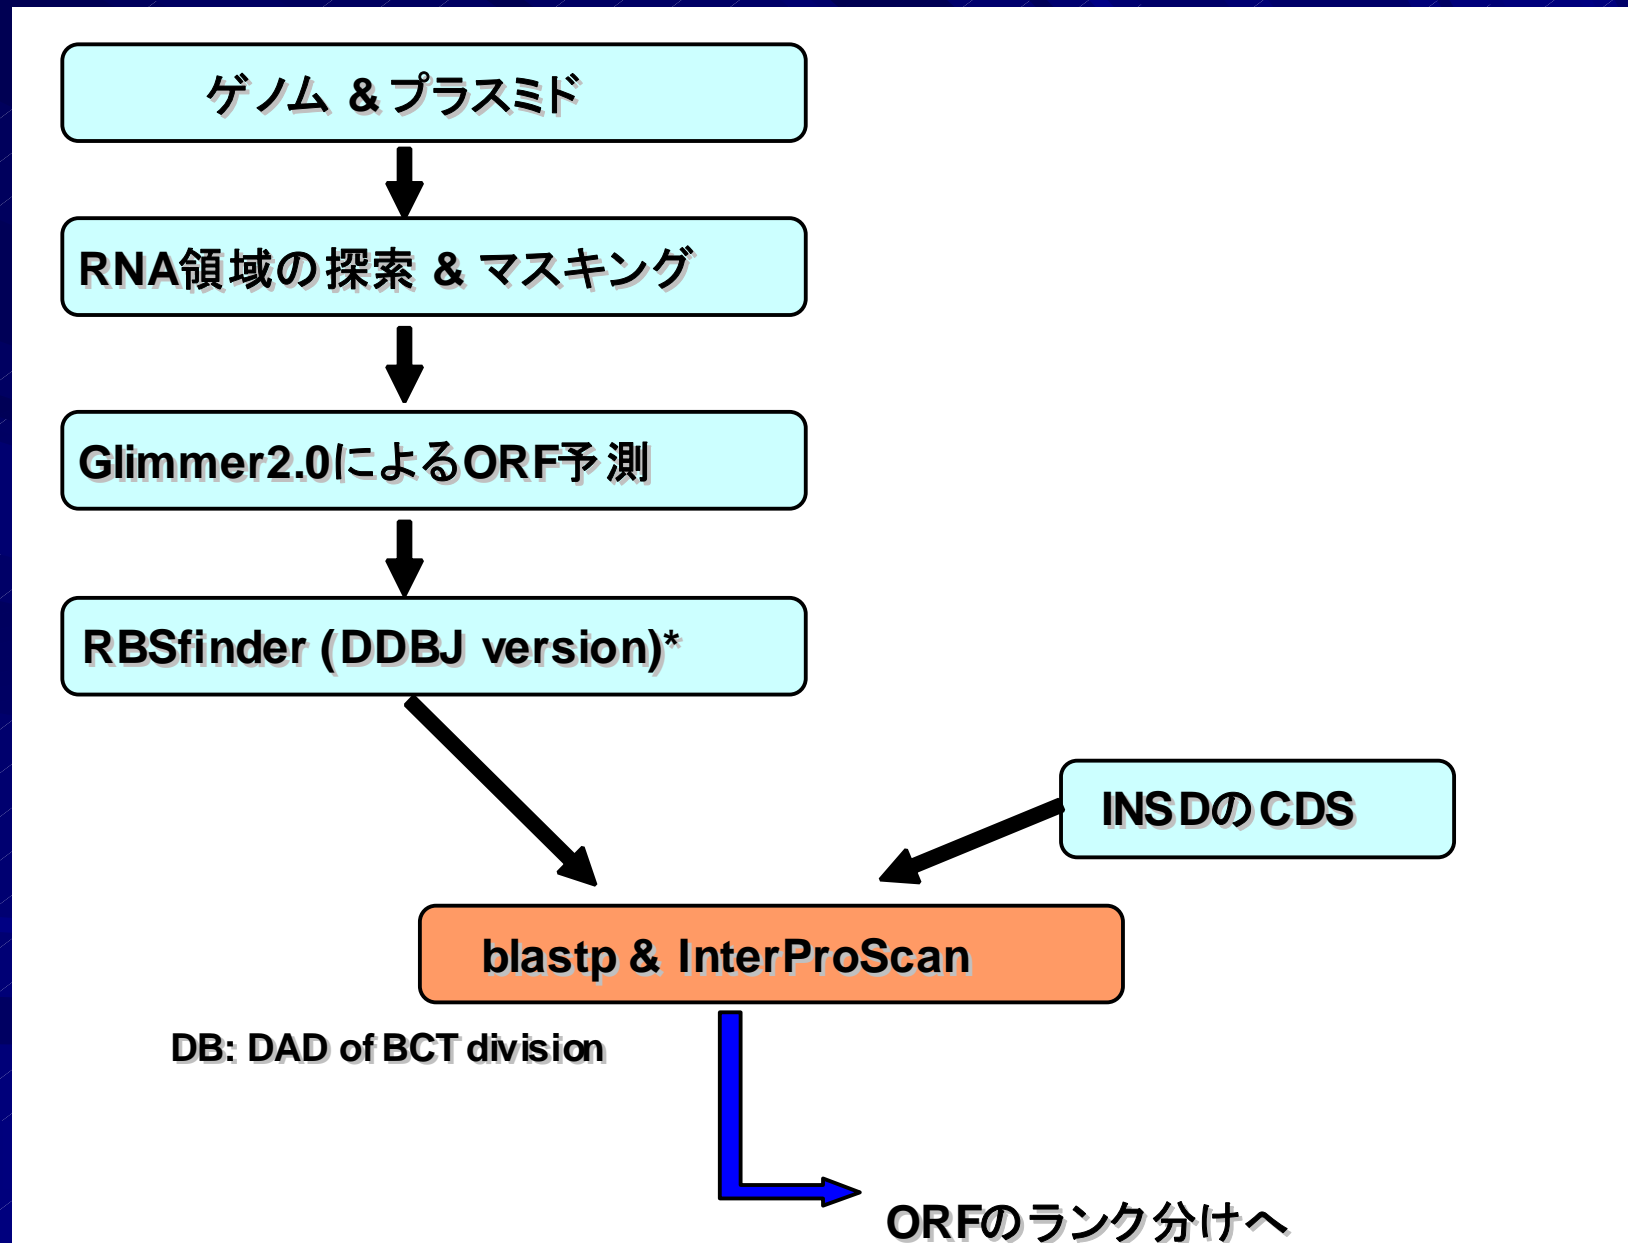 ゲノム & プラスミド
RNA領域の探索 & マスキング
Glimmer2.0によるORF予測
RBSfinder (DDBJ version)*
INSDのCDS
blastp & InterProScan
DB: DAD of BCT division
ORFのランク分けへ